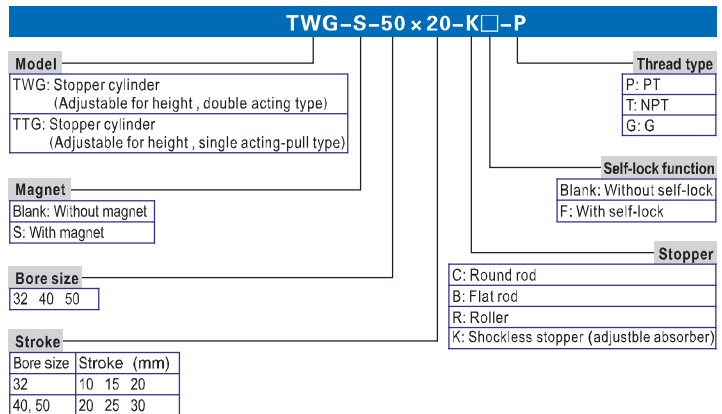 TWG-S-50×20-K□-P
Model
TWG: Stopper cylinder
(Adjustable for height, double acting type)
TTG: Stopper cylinder
(Adjustable for height, single acting-pull type)
Magnet
Blank: Without magnet
S: With magnet
Bore size
32 40 50
Stroke
Bore size Stroke (mm)
32 10 15 20
40, 50 20 25 30
Thread type
P: PT
T: NPT
G: G
Self-lock function
Blank: Without self-lock
F: With self-lock
Stopper
C: Round rod
B: Flat rod
R: Roller
K: Shockless stopper (adjustble absorber)